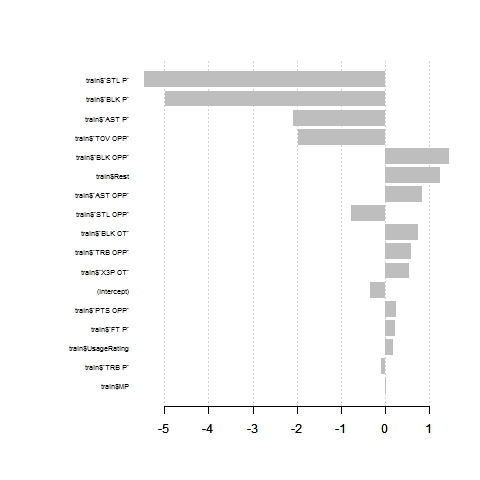 train$`STL P`
train$`BLK P`
train$`AST P`
train$`TOV OPP`
train$`BLK OPP`
train$Rest
train$`AST OPP`
train$`STL OPP`
train$`BLK OT`
train$`TRB OPP`
train$`X3P OT`
(Intercept)
train$`PTS OPP`
train$`FT P`
train$UsageRating
train$`TRB P`
train$MP
-5 -4 -3 -2 -1 0 1